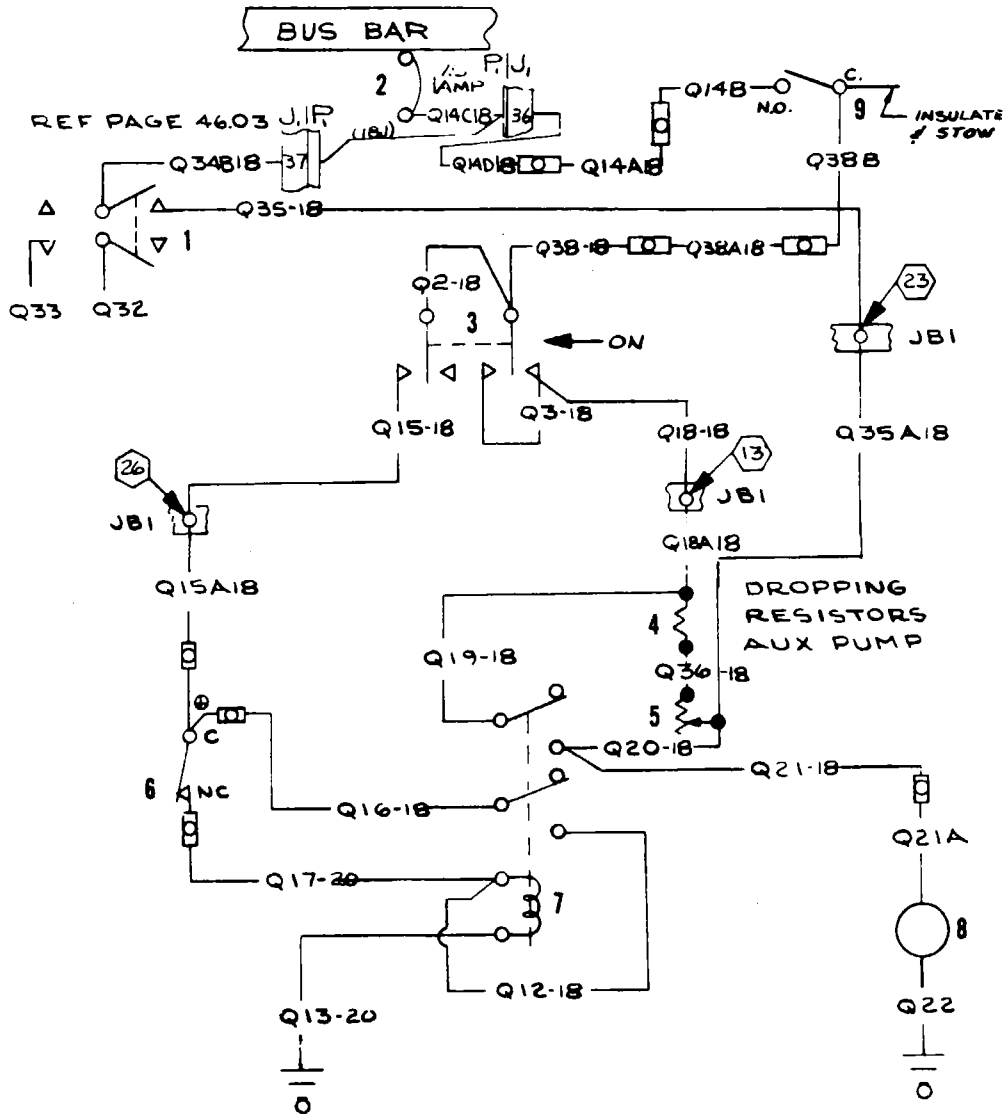 BUS BAR
2
AMP
P1 J1
Q14C18
36
Q14B
C.
N.O.
9
INSULATE
& STOW
REF PAGE 46.03
J1 P1
(18J)
Q34B18
37
Q14D18
Q14A18
Q38B
Q35-18
1
Q38-18
Q38A18
Q33
Q32
Q2-18
3
ON
23
JB1
Q15-18
Q3-18
Q18-18
Q35A18
26
13
JB1
JB1
Q18A18
Q15A18
DROPPING
RESISTORS
AUX PUMP
4
Q19-18
Q36-18
5
C
Q20-18
Q21-18
6
NC
Q16-18
Q21A
Q17-20
7
8
Q12-18
Q13-20
Q22